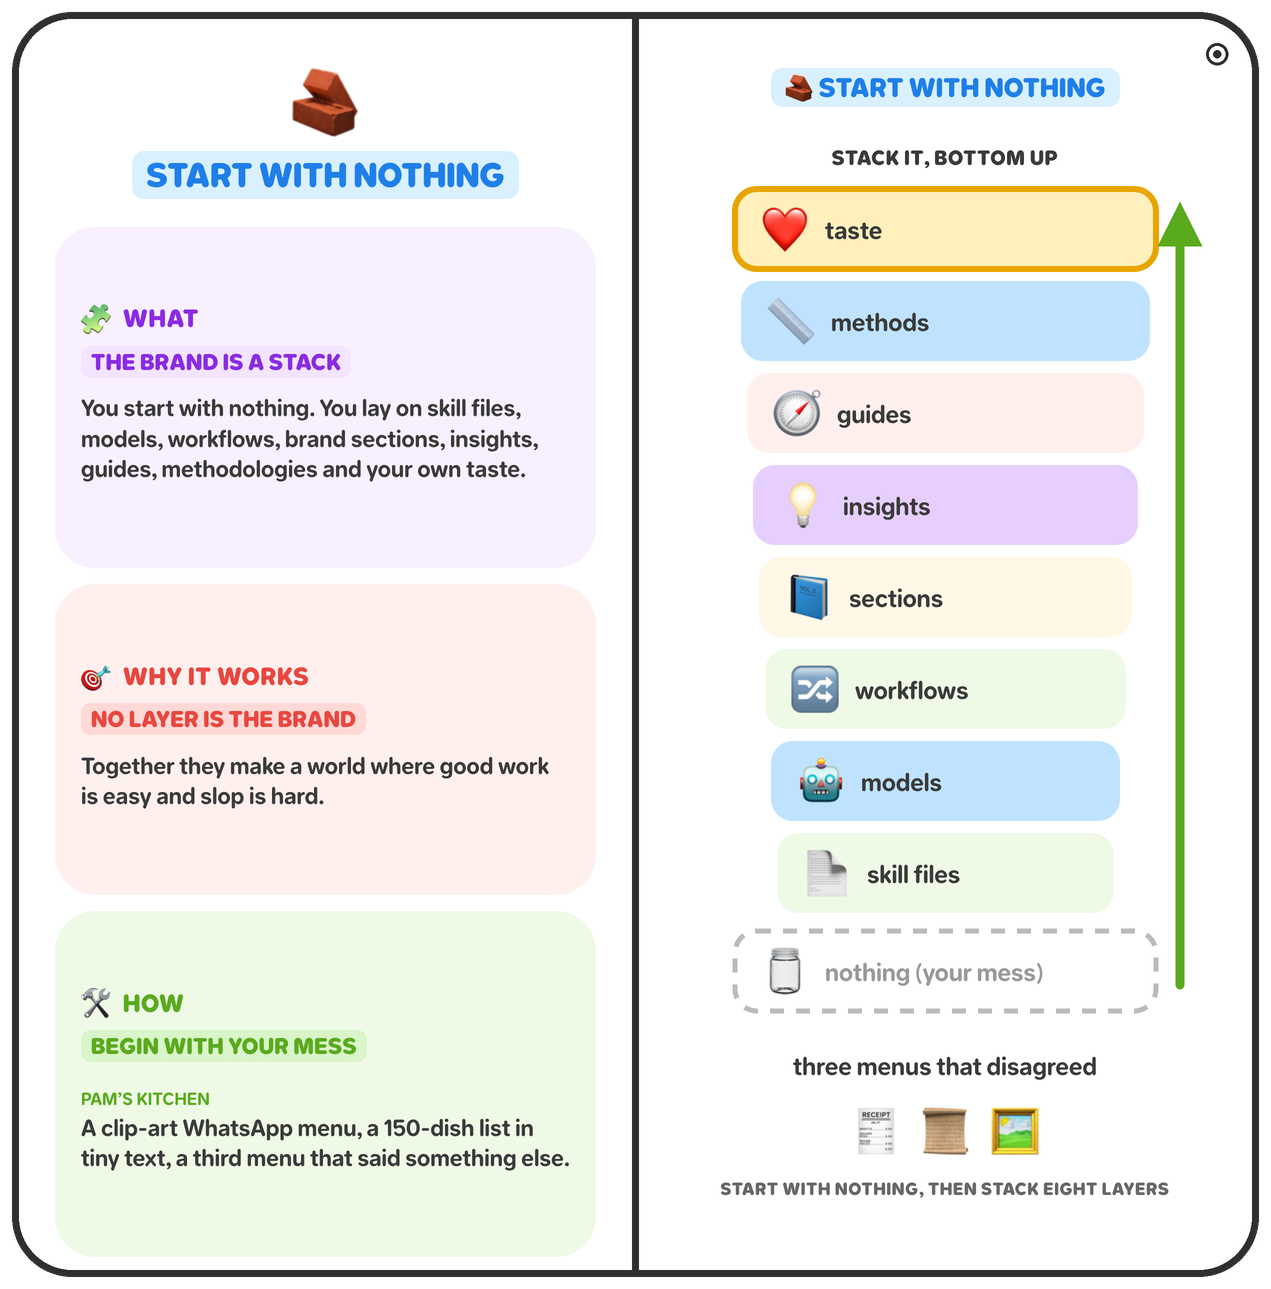 START WITH NOTHING
WHAT
THE BRAND IS A STACK
You start with nothing. You lay on skill files,
models, workflows, brand sections, insights,
guides, methodologies and your own taste.
WHY IT WORKS
NO LAYER IS THE BRAND
Together they make a world where good work
is easy and slop is hard.
HOW
BEGIN WITH YOUR MESS
PAM'S KITCHEN
A clip-art WhatsApp menu, a 150-dish list in
tiny text, a third menu that said something else.
START WITH NOTHING
STACK IT, BOTTOM UP
taste
methods
guides
insights
sections
workflows
models
skill files
nothing (your mess)
three menus that disagreed
RECEIPT
START WITH NOTHING, THEN STACK EIGHT LAYERS